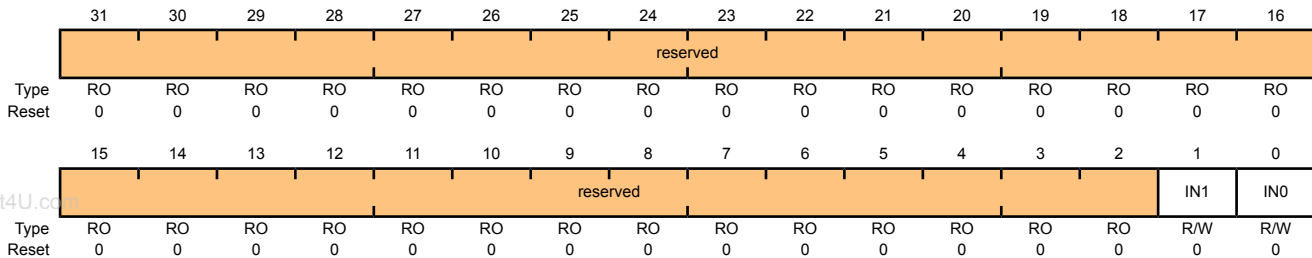 31 30 29 28 27 26 25 24 23 22 21 20 19 18 17 16
reserved
Type RO RO RO RO RO RO RO RO RO RO RO RO RO RO RO RO
Reset 0 0 0 0 0 0 0 0 0 0 0 0 0 0 0 0
15 14 13 12 11 10 9 8 7 6 5 4 3 2 1 0
reserved IN1 IN0
t4U.com
Type RO RO RO RO RO RO RO RO RO RO RO RO RO RO R/W R/W
Reset 0 0 0 0 0 0 0 0 0 0 0 0 0 0 0 0